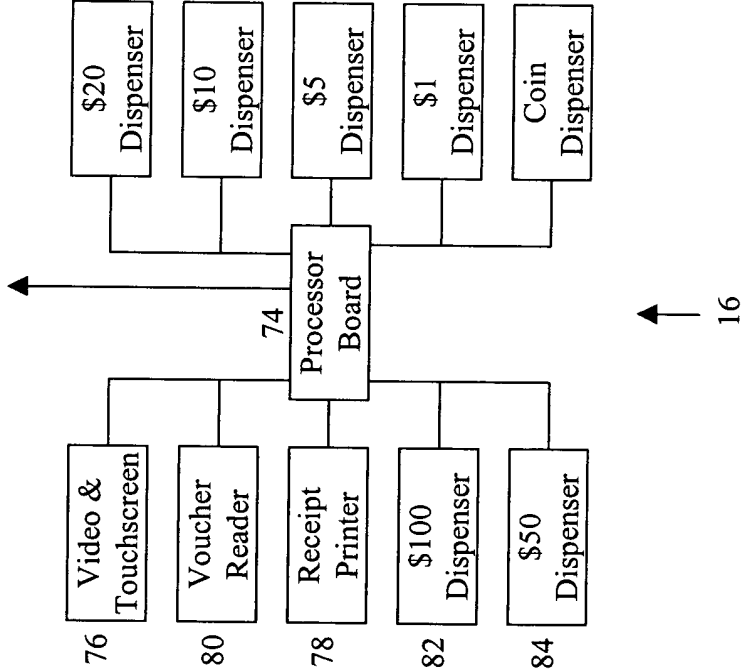 76
Video &
Touchscreen
80
Voucher
Reader
78
Receipt
Printer
82
$100
Dispenser
84
$50
Dispenser
74
Processor
Board
$20
Dispenser
$10
Dispenser
$5
Dispenser
$1
Dispenser
Coin
Dispenser
16